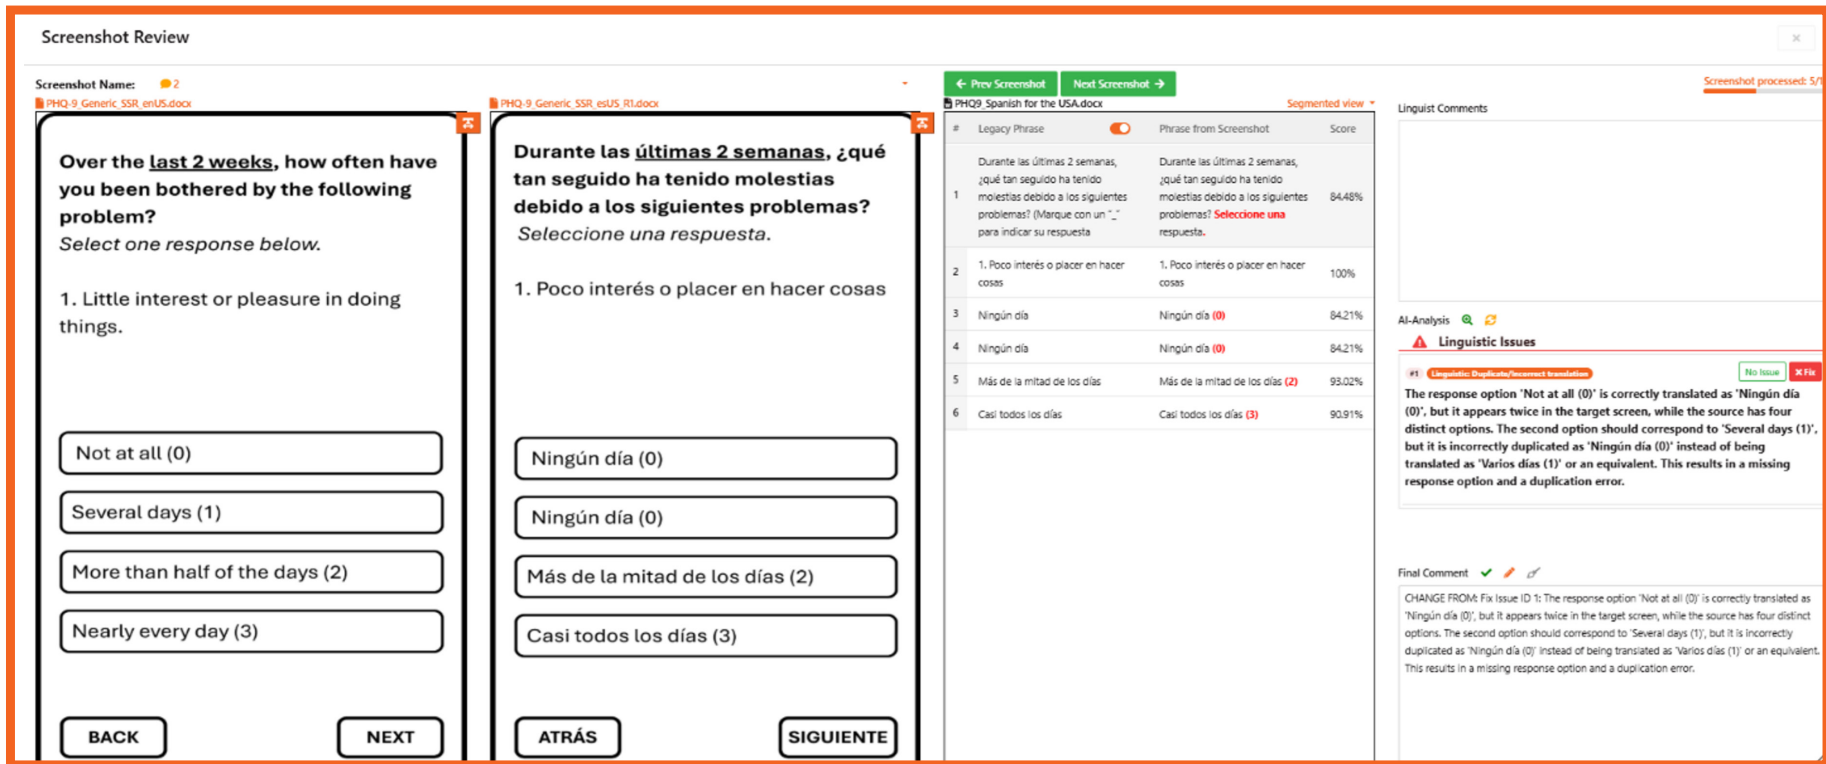 Screenshot Review
×
Screenshot Name:
2
PHQ-9_Generic_SSR_enUS.docx
Over the last 2 weeks, how often have
you been bothered by the following
problem?
Select one response below.
1. Little interest or pleasure in doing
things.
Not at all (0)
Several days (1)
More than half of the days (2)
Nearly every day (3)
BACK
NEXT
PHQ-9_Generic_SSR_esUS_R1.docx
Durante las últimas 2 semanas, ¿qué
tan seguido ha tenido molestias
debido a los siguientes problemas?
Seleccione una respuesta.
1. Poco interés o placer en hacer cosas
Ningún día (0)
Ningún día (0)
Más de la mitad de los días (2)
Casi todos los días (3)
ATRÁS
SIGUIENTE
← Prev Screenshot
Next Screenshot →
PHQ9_Spanish for the USA.docx
Segmented view
# Legacy Phrase Phrase from Screenshot Score
1
Durante las últimas 2 semanas,
¿qué tan seguido ha tenido
molestias debido a los siguientes
problemas? (Marque con un "_"
para indicar su respuesta
Durante las últimas 2 semanas,
¿qué tan seguido ha tenido
molestias debido a los siguientes
problemas? Seleccione una
respuesta.
84.48%
2
1. Poco interés o placer en hacer
cosas
1. Poco interés o placer en hacer
cosas
100%
3 Ningún día Ningún día (0) 84.21%
4 Ningún día Ningún día (0) 84.21%
5 Más de la mitad de los días Más de la mitad de los días (2) 93.02%
6 Casi todos los días Casi todos los días (3) 90.91%
Screenshot processed: 5/1
Linguist Comments
AI-Analysis
Linguistic Issues
#1 Linguistic: Duplicate/Incorrect translation
No Issue
× Fix
The response option 'Not at all (0)' is correctly translated as 'Ningún día
(0)', but it appears twice in the target screen, while the source has four
distinct options. The second option should correspond to 'Several days (1)',
but it is incorrectly duplicated as 'Ningún día (0)' instead of being
translated as 'Varios días (1)' or an equivalent. This results in a missing
response option and a duplication error.
Final Comment
CHANGE FROM: Fix Issue ID 1: The response option 'Not at all (0)' is correctly translated as
'Ningún día (0)', but it appears twice in the target screen, while the source has four distinct
options. The second option should correspond to 'Several days (1)', but it is incorrectly
duplicated as 'Ningún día (0)' instead of being translated as 'Varios días (1)' or an equivalent.
This results in a missing response option and a duplication error.